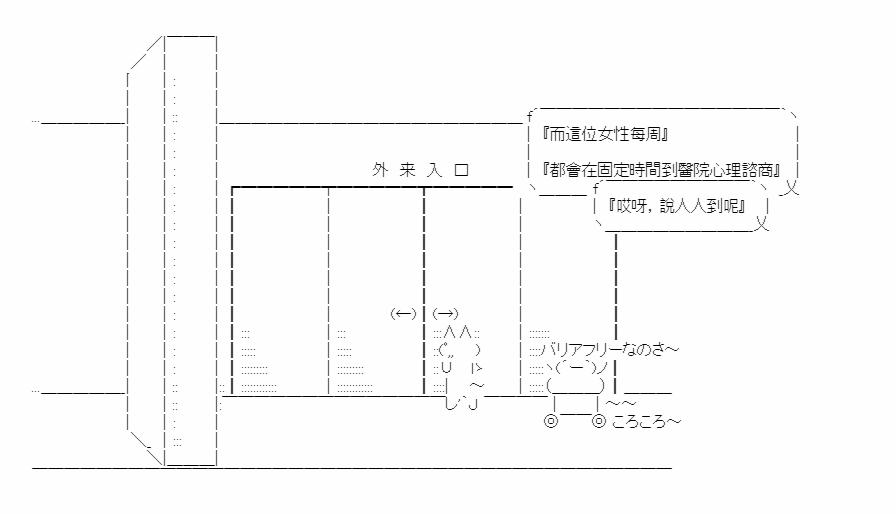 『而這位女性每周』
『都會在固定時間到醫院心理諮商』
外来入口
『哎呀，說人人到呢』
(←) (→)
バリアフリーなのさ～
ころころ～